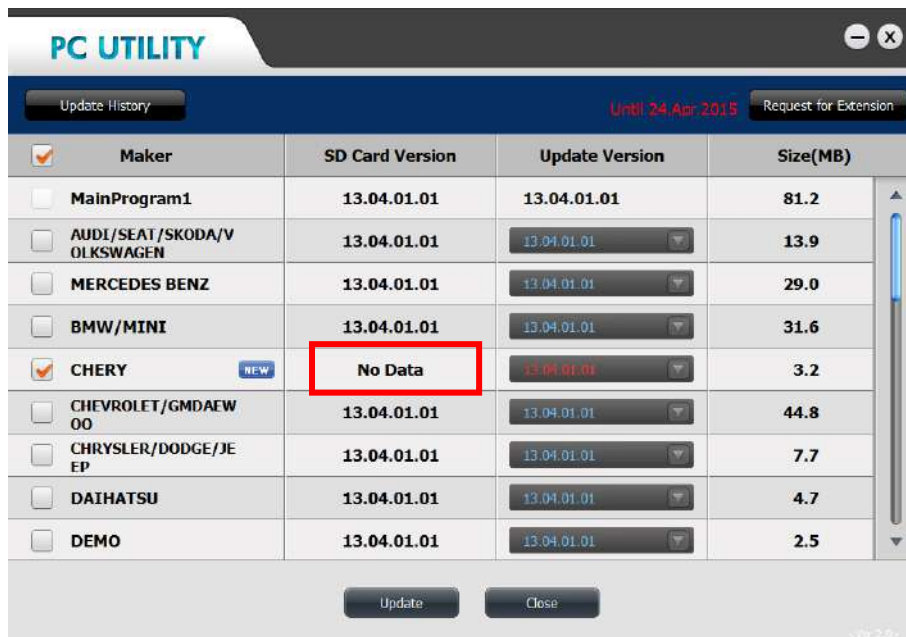 PC UTILITY
Update History
Until 24.Apr 2015
Request for Extension
Maker SD Card Version Update Version Size(MB)
MainProgram1 13.04.01.01 13.04.01.01 81.2
AUDI/SEAT/SKODA/V
OLKSWAGEN 13.04.01.01 13.04.01.01 13.9
MERCEDES BENZ 13.04.01.01 13.04.01.01 29.0
BMW/MINI 13.04.01.01 13.04.01.01 31.6
CHERY NEW No Data 13.04.01.01 3.2
CHEVROLET/GMDAEW
OO 13.04.01.01 13.04.01.01 44.8
CHRYSLER/DODGE/JE
EP 13.04.01.01 13.04.01.01 7.7
DAIHATSU 13.04.01.01 13.04.01.01 4.7
DEMO 13.04.01.01 13.04.01.01 2.5
Update Close